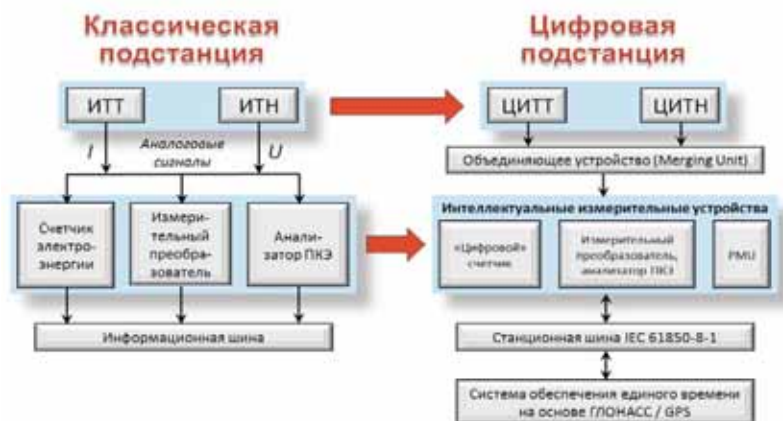 Классическая
подстанция
ИТТ
ИТН
I
Аналоговые
сигналы
U
Счетчик
электро-
энергии
Измери-
тельный
преобра-
зователь
Анали-
затор ПКЭ
Информационная шина
Цифровая
подстанция
ЦИТТ
ЦИТН
Объединяющее устройство (Merging Unit)
Интеллектуальные измерительные устройства
«Цифровой»
счетчик
Измерительный
преобразователь,
анализатор ПКЭ
PMU
Станционная шина IEC 61850-8-1
Система обеспечения единого времени
на основе ГЛОНАСС / GPS